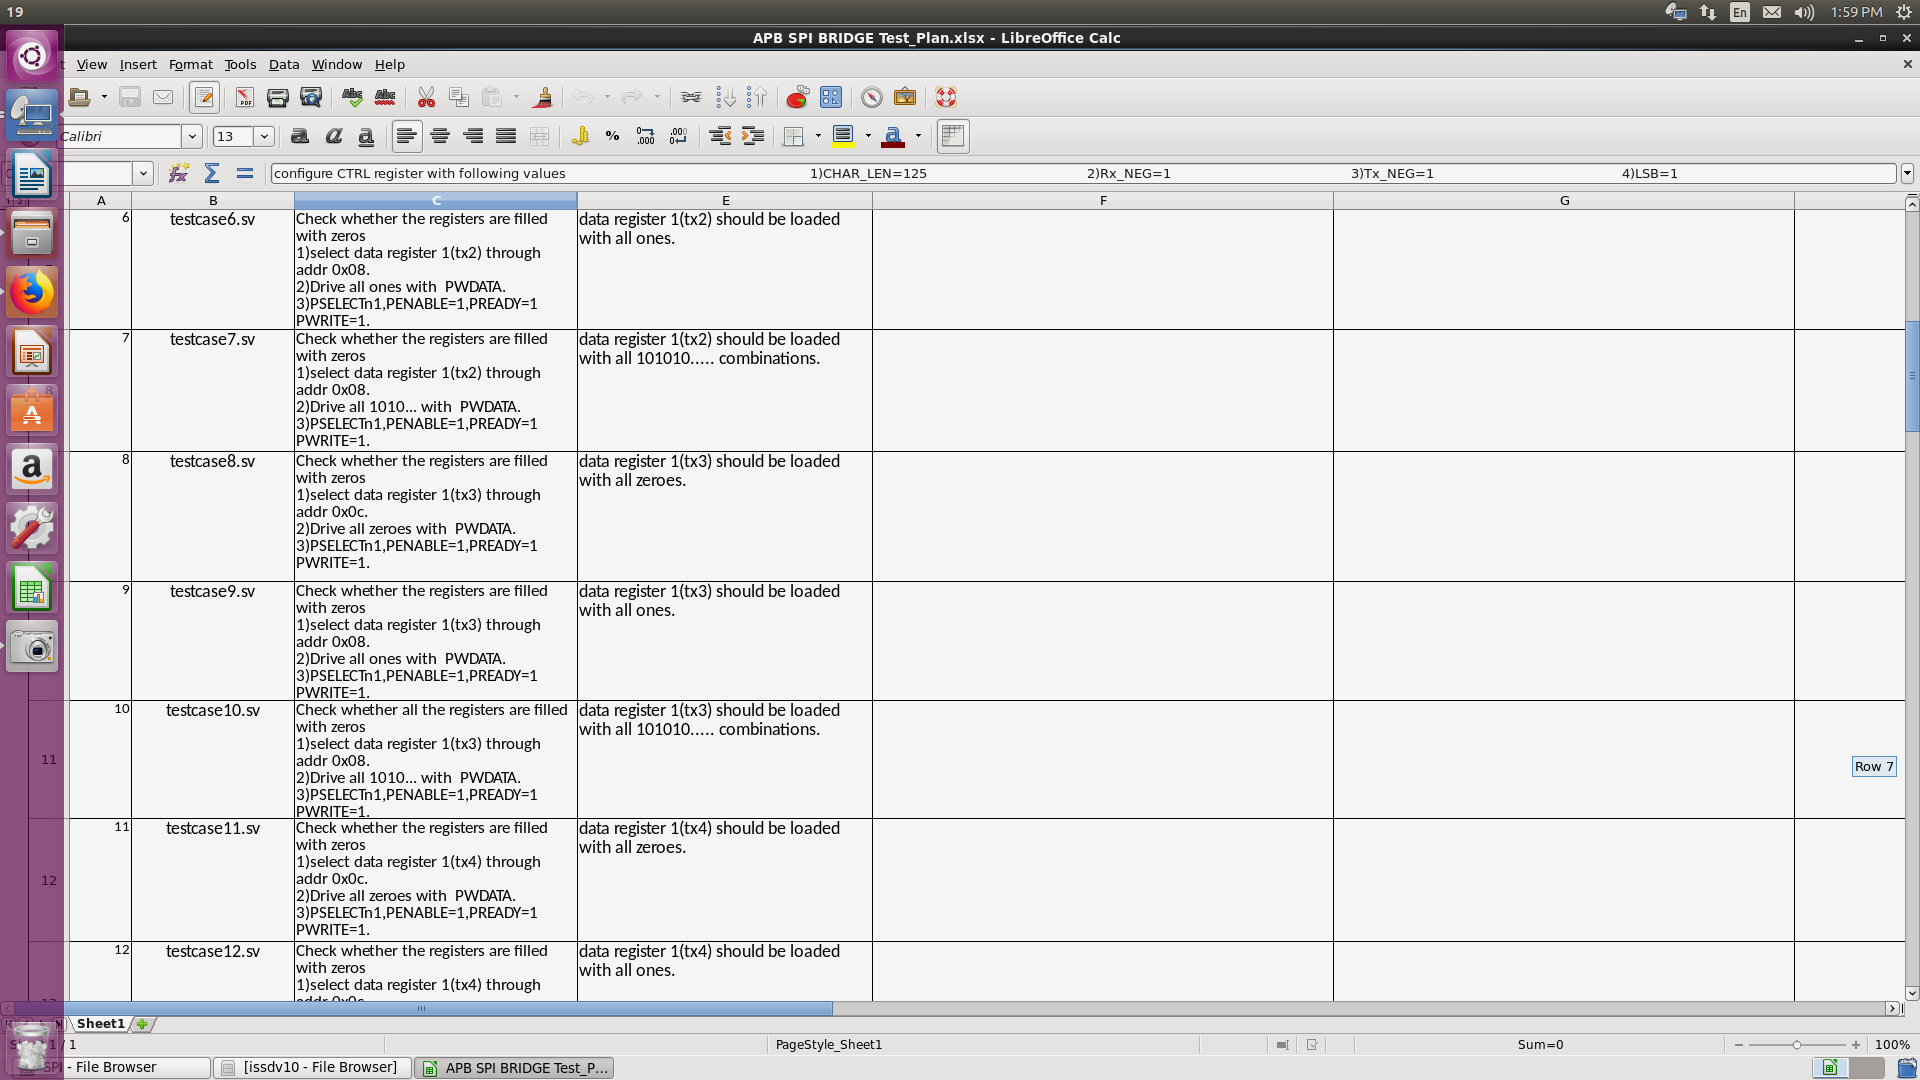 19
En
1:59 PM
APB SPI BRIDGE Test_Plan.xlsx - LibreOffice Calc
View Insert Format Tools Data Window Help
Calibri 13
configure CTRL register with following values 1)CHAR_LEN=125 2)Rx_NEG=1 3)Tx_NEG=1 4)LSB=1
A B C E F G
6 testcase6.sv
Check whether the registers are filled
with zeros
1)select data register 1(tx2) through
addr 0x08.
2)Drive all ones with PWDATA.
3)PSELECTn1,PENABLE=1,PREADY=1
PWRITE=1.
data register 1(tx2) should be loaded
with all ones.
7 testcase7.sv
Check whether the registers are filled
with zeros
1)select data register 1(tx2) through
addr 0x08.
2)Drive all 1010... with PWDATA.
3)PSELECTn1,PENABLE=1,PREADY=1
PWRITE=1.
data register 1(tx2) should be loaded
with all 101010..... combinations.
8 testcase8.sv
Check whether the registers are filled
with zeros
1)select data register 1(tx3) through
addr 0x0c.
2)Drive all zeroes with PWDATA.
3)PSELECTn1,PENABLE=1,PREADY=1
PWRITE=1.
data register 1(tx3) should be loaded
with all zeroes.
9 testcase9.sv
Check whether the registers are filled
with zeros
1)select data register 1(tx3) through
addr 0x08.
2)Drive all ones with PWDATA.
3)PSELECTn1,PENABLE=1,PREADY=1
PWRITE=1.
data register 1(tx3) should be loaded
with all ones.
11
10 testcase10.sv
Check whether all the registers are filled
with zeros
1)select data register 1(tx3) through
addr 0x08.
2)Drive all 1010... with PWDATA.
3)PSELECTn1,PENABLE=1,PREADY=1
PWRITE=1.
data register 1(tx3) should be loaded
with all 101010..... combinations.
Row 7
12
11 testcase11.sv
Check whether the registers are filled
with zeros
1)select data register 1(tx4) through
addr 0x0c.
2)Drive all zeroes with PWDATA.
3)PSELECTn1,PENABLE=1,PREADY=1
PWRITE=1.
data register 1(tx4) should be loaded
with all zeroes.
12 testcase12.sv
Check whether the registers are filled
with zeros
1)select data register 1(tx4) through
addr 0x0c.
data register 1(tx4) should be loaded
with all ones.
Sheet1
/ 1 PageStyle_Sheet1 Sum=0 100%
SPI - File Browser [issdv10 - File Browser] APB SPI BRIDGE Test_P...